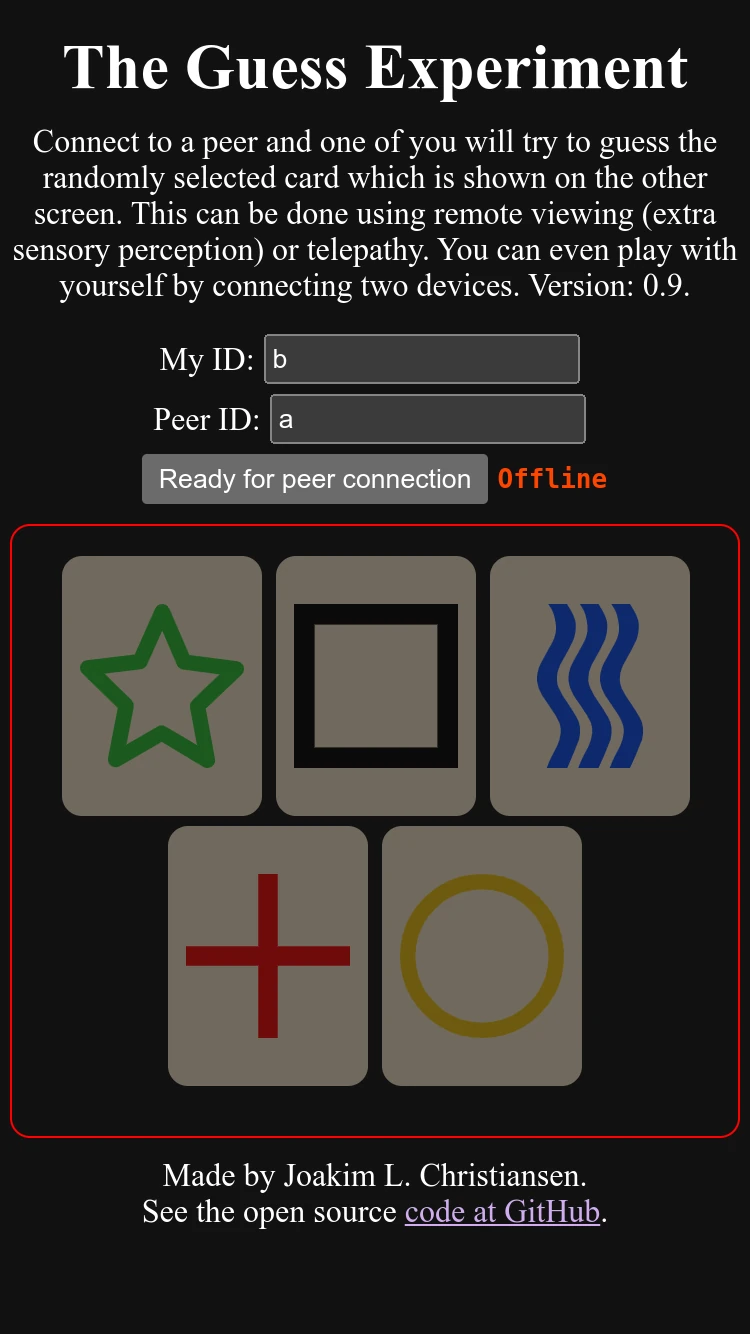 The Guess Experiment
Connect to a peer and one of you will try to guess the
randomly selected card which is shown on the other
screen. This can be done using remote viewing (extra
sensory perception) or telepathy. You can even play with
yourself by connecting two devices. Version: 0.9.
My ID: b
Peer ID: a
Ready for peer connection Offline
Made by Joakim L. Christiansen.
See the open source code at GitHub.